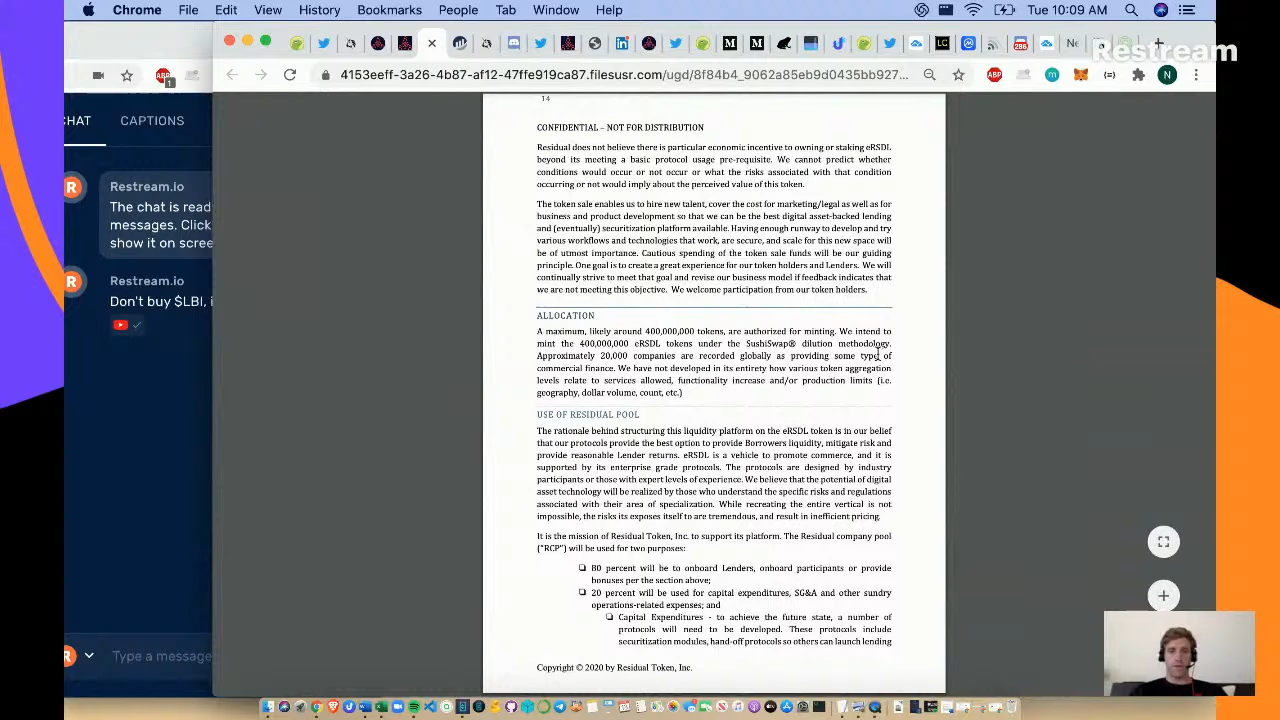 Chrome File Edit View History Bookmarks People Tab Window Help Tue 10:09 AM
4153eeff-3a26-4b87-af12-47ffe919ca87.filesusr.com/ugd/8f84b4_9062a85eb9d0435bb927...
Restream
CHAT
CAPTIONS
Restream.io
The chat is read
messages. Click
show it on scree
Restream.io
Don't buy $LBI, i
Type a message
14
CONFIDENTIAL – NOT FOR DISTRIBUTION
Residual does not believe there is particular economic incentive to owning or staking eRSDL
beyond its meeting a basic protocol usage pre-requisite. We cannot predict whether
conditions would occur or not occur or what the risks associated with that condition
occurring or not would imply about the perceived value of this token.
The token sale enables us to hire new talent, cover the cost for marketing/legal as well as for
business and product development so that we can be the best digital asset-backed lending
and (eventually) securitization platform available. Having enough runway to develop and try
various workflows and technologies that work, are secure, and scale for this new space will
be of utmost importance. Cautious spending of the token sale funds will be our guiding
principle. One goal is to create a great experience for our token holders and Lenders. We will
continually strive to meet that goal and revise our business model if feedback indicates that
we are not meeting this objective. We welcome participation from our token holders.
ALLOCATION
A maximum, likely around 400,000,000 tokens, are authorized for minting. We intend to
mint the 400,000,000 eRSDL tokens under the SushiSwap® dilution methodology.
Approximately 20,000 companies are recorded globally as providing some type of
commercial finance. We have not developed in its entirety how various token aggregation
levels relate to services allowed, functionality increase and/or production limits (i.e.
geography, dollar volume, count, etc.)
USE OF RESIDUAL POOL
The rationale behind structuring this liquidity platform on the eRSDL token is in our belief
that our protocols provide the best option to provide Borrowers liquidity, mitigate risk and
provide reasonable Lender returns. eRSDL is a vehicle to promote commerce, and it is
supported by its enterprise grade protocols. The protocols are designed by industry
participants or those with expert levels of experience. We believe that the potential of digital
asset technology will be realized by those who understand the specific risks and regulations
associated with their area of specialization. While recreating the entire vertical is not
impossible, the risks its exposes itself to are tremendous, and result in inefficient pricing.
It is the mission of Residual Token, Inc. to support its platform. The Residual company pool
("RCP") will be used for two purposes:
❏ 80 percent will be to onboard Lenders, onboard participants or provide
bonuses per the section above;
❏ 20 percent will be used for capital expenditures, SG&A and other sundry
operations-related expenses; and
❏ Capital Expenditures - to achieve the future state, a number of
protocols will need to be developed. These protocols include
securitization modules, hand-off protocols so others can launch lending
Copyright © 2020 by Residual Token, Inc.